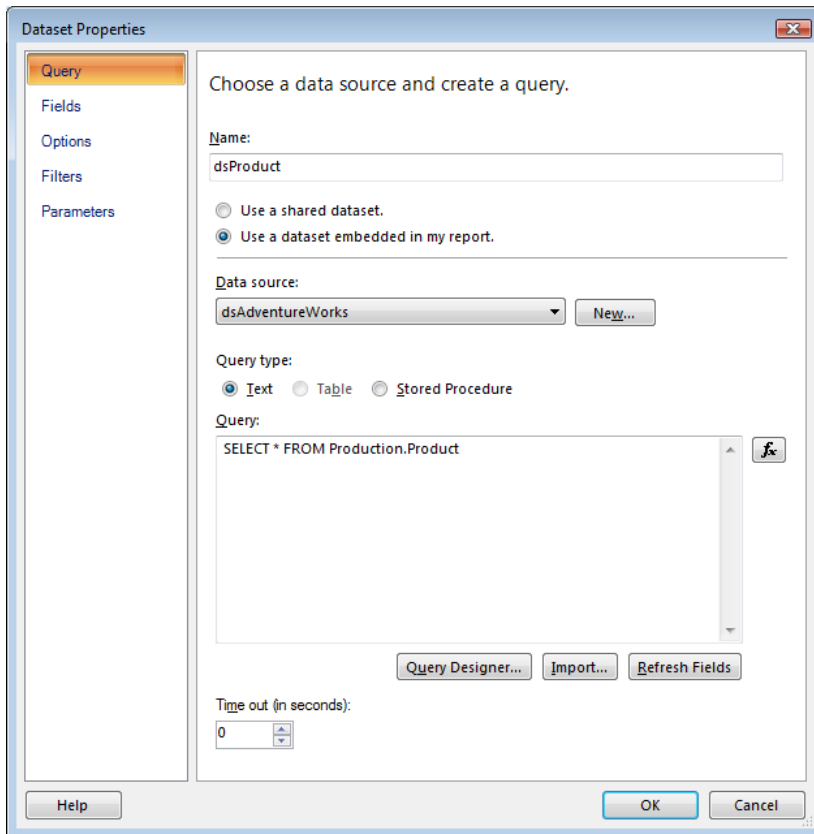 Dataset Properties
Query
Fields
Options
Filters
Parameters
Choose a data source and create a query.
Name:
dsProduct
Use a shared dataset.
Use a dataset embedded in my report.
Data source:
dsAdventureWorks
New...
Query type:
Text Table Stored Procedure
Query:
SELECT * FROM Production.Product
fx
Query Designer... Import... Refresh Fields
Time out (in seconds):
0
Help OK Cancel